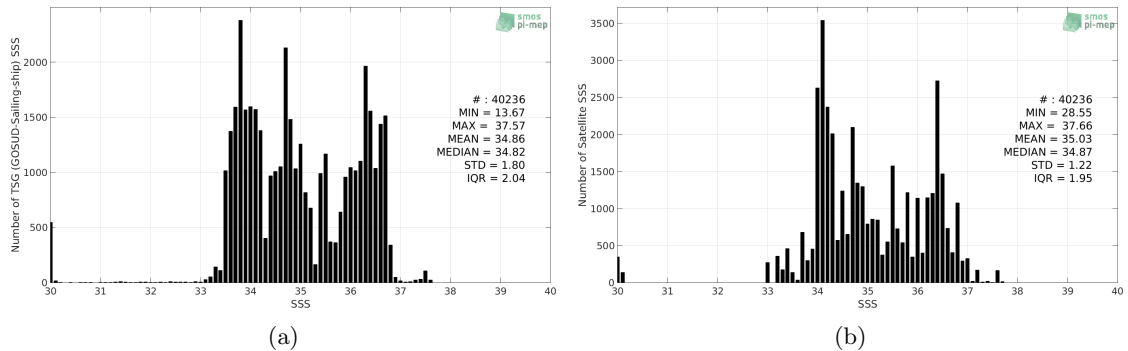 smos
pi-mep
Number of TSG (GOSUD-Sailing-ship) SSS
2000
1500
1000
500
0
# : 40236
MIN = 13.67
MAX = 37.57
MEAN = 34.86
MEDIAN = 34.82
STD = 1.80
IQR = 2.04
30 31 32 33 34 35 36 37 38 39 40
SSS
(a)
smos
pi-mep
Number of Satellite SSS
3500
3000
2500
2000
1500
1000
500
0
# : 40236
MIN = 28.55
MAX = 37.66
MEAN = 35.03
MEDIAN = 34.87
STD = 1.22
IQR = 1.95
30 31 32 33 34 35 36 37 38 39 40
SSS
(b)